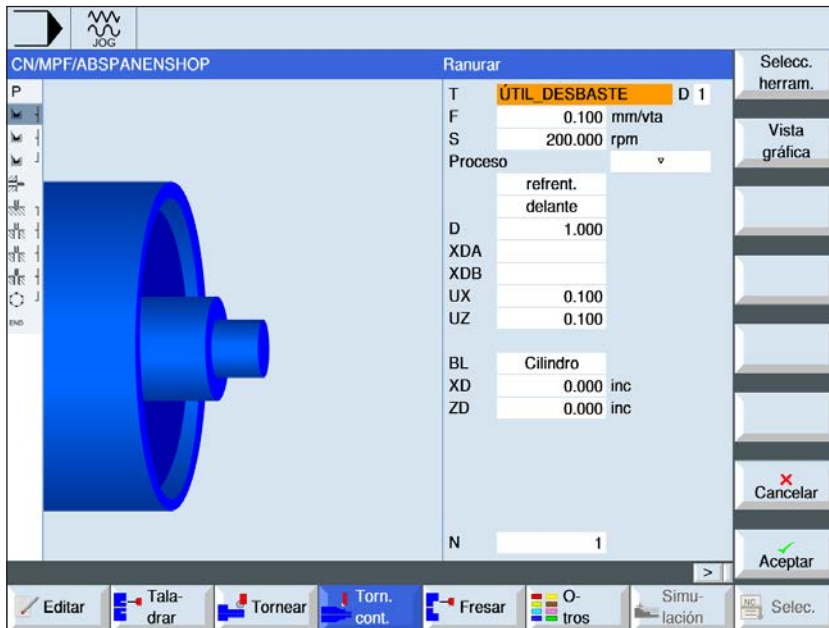 JOG
CN/MPF/ABSPANENSHOP
Ranurar
P
END
T ÚTIL_DESBASTE D 1
F 0.100 mm/vta
S 200.000 rpm
Proceso ▿
refrent.
delante
D 1.000
XDA
XDB
UX 0.100
UZ 0.100
BL Cilindro
XD 0.000 inc
ZD 0.000 inc
N 1
>
Selecc.
herram.
Vista
gráfica
Cancelar
Aceptar
Editar
Tala-
drar
Tornear
Torn.
cont.
Fresar
O-
tros
Simu-
lación
NC
Selec.